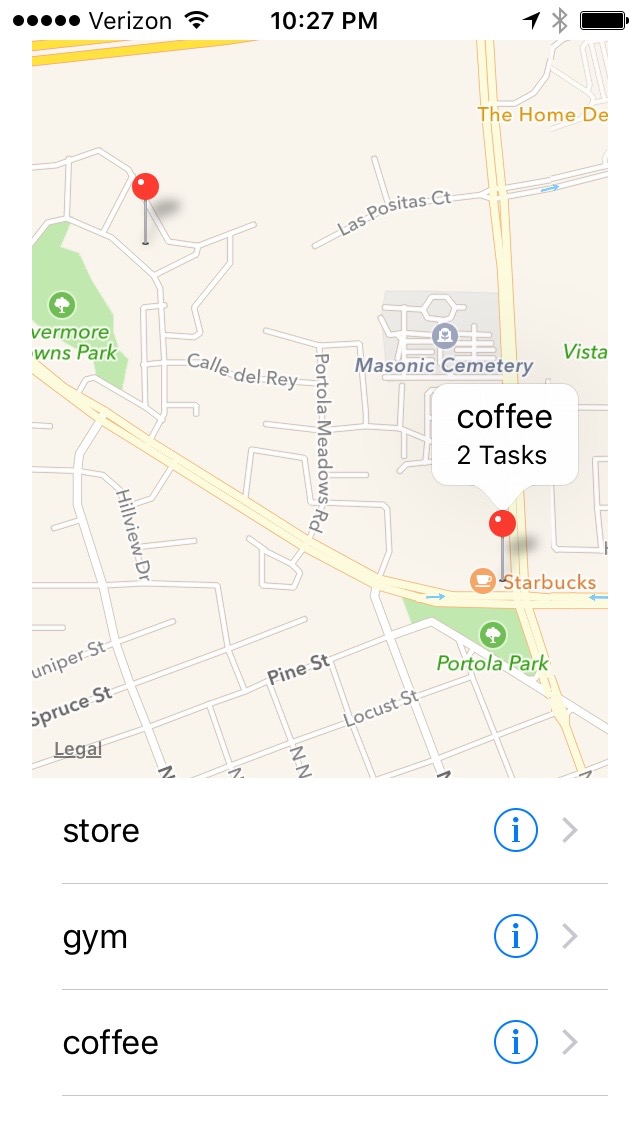 Verizon 10:27 PM
The Home De
Las Positas Ct
vermore
owns Park
Calle del Rey
Portola Meadows Rd
Masonic Cemetery
Vista
coffee
2 Tasks
Hillview Dr
Starbucks
Portola Park
uniper St
Pine St
Spruce St
Locust St
Legal
N
N
N N
store
i
gym
i
coffee
i